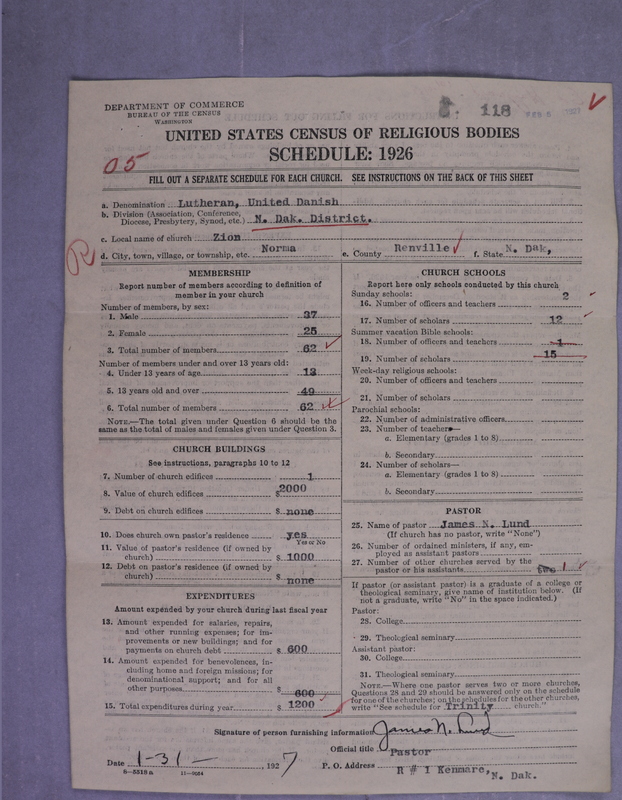 DEPARTMENT OF COMMERCE
BUREAU OF THE CENSUS
WASHINGTON
118
FEB 5 1927
UNITED STATES CENSUS OF RELIGIOUS BODIES
SCHEDULE: 1926
05
FILL OUT A SEPARATE SCHEDULE FOR EACH CHURCH. SEE INSTRUCTIONS ON THE BACK OF THIS SHEET
a. Denomination Lutheran, United Danish
b. Division (Association, Conference, Diocese, Presbytery, Synod, etc.) N. Dak. District.
c. Local name of church Zion
R
d. City, town, village, or township, etc. Norma e. County Renville f. State N. Dak,
MEMBERSHIP
Report number of members according to definition of
member in your church
Number of members, by sex:
1. Male 37
2. Female 25
3. Total number of members 62
Number of members under and over 13 years old:
4. Under 13 years of age 13
5. 13 years old and over 49
6. Total number of members 62
NOTE.—The total given under Question 6 should be the
same as the total of males and females given under Question 3.
CHURCH BUILDINGS
See instructions, paragraphs 10 to 12
7. Number of church edifices 1
8. Value of church edifices $2000
9. Debt on church edifices $ none
10. Does church own pastor's residence yes
Yes or No
11. Value of pastor's residence (if owned by
church) $ 1000
12. Debt on pastor's residence (if owned by
church) $ none
EXPENDITURES
Amount expended by your church during last fiscal year
13. Amount expended for salaries, repairs,
and other running expenses; for im-
provements or new buildings; and for
payments on church debt $ 600
14. Amount expended for benevolences, in-
cluding home and foreign missions; for
denominational support; and for all
other purposes $ 600
15. Total expenditures during year $ 1200
CHURCH SCHOOLS
Report here only schools conducted by this church
Sunday schools:
16. Number of officers and teachers 2
17. Number of scholars 12
Summer vacation Bible schools:
18. Number of officers and teachers 1
19. Number of scholars 15
Week-day religious schools:
20. Number of officers and teachers
21. Number of scholars
Parochial schools:
22. Number of administrative officers
23. Number of teachers—
a. Elementary (grades 1 to 8)
b. Secondary
24. Number of scholars—
a. Elementary (grades 1 to 8)
b. Secondary
PASTOR
25. Name of pastor James N. Lund
(If church has no pastor, write "None")
26. Number of ordained ministers, if any, em-
ployed as assistant pastors
27. Number of other churches served by the
pastor or his assistants 1
If pastor (or assistant pastor) is a graduate of a college or
theological seminary, give name of institution below. (If
not a graduate, write "No" in the space indicated.)
Pastor:
28. College
29. Theological seminary
Assistant pastor:
30. College
31. Theological seminary
NOTE.—Where one pastor serves two or more churches,
Questions 28 and 29 should be answered only on the schedule
for one of the churches; on the schedules for the other churches,
write "See schedule for Trinity church."
Signature of person furnishing information James N. Lund
Official title Pastor
Date 1-31- 1927 P. O. Address R # 1 Kenmare, N. Dak.
8—5518a 11—9064